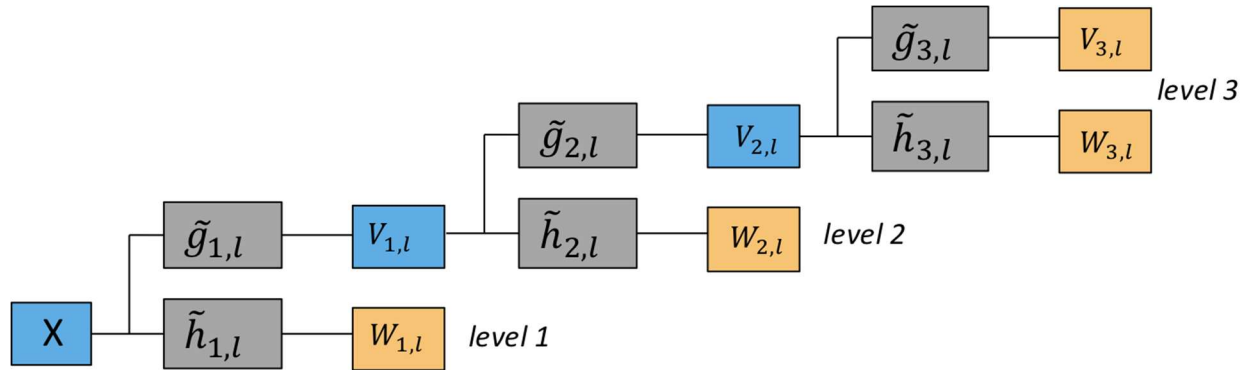 g̃₃,ₗ
V₃,ₗ
level 3
g̃₂,ₗ
V₂,ₗ
h̃₃,ₗ
W₃,ₗ
g̃₁,ₗ
V₁,ₗ
h̃₂,ₗ
W₂,ₗ
level 2
X
h̃₁,ₗ
W₁,ₗ
level 1